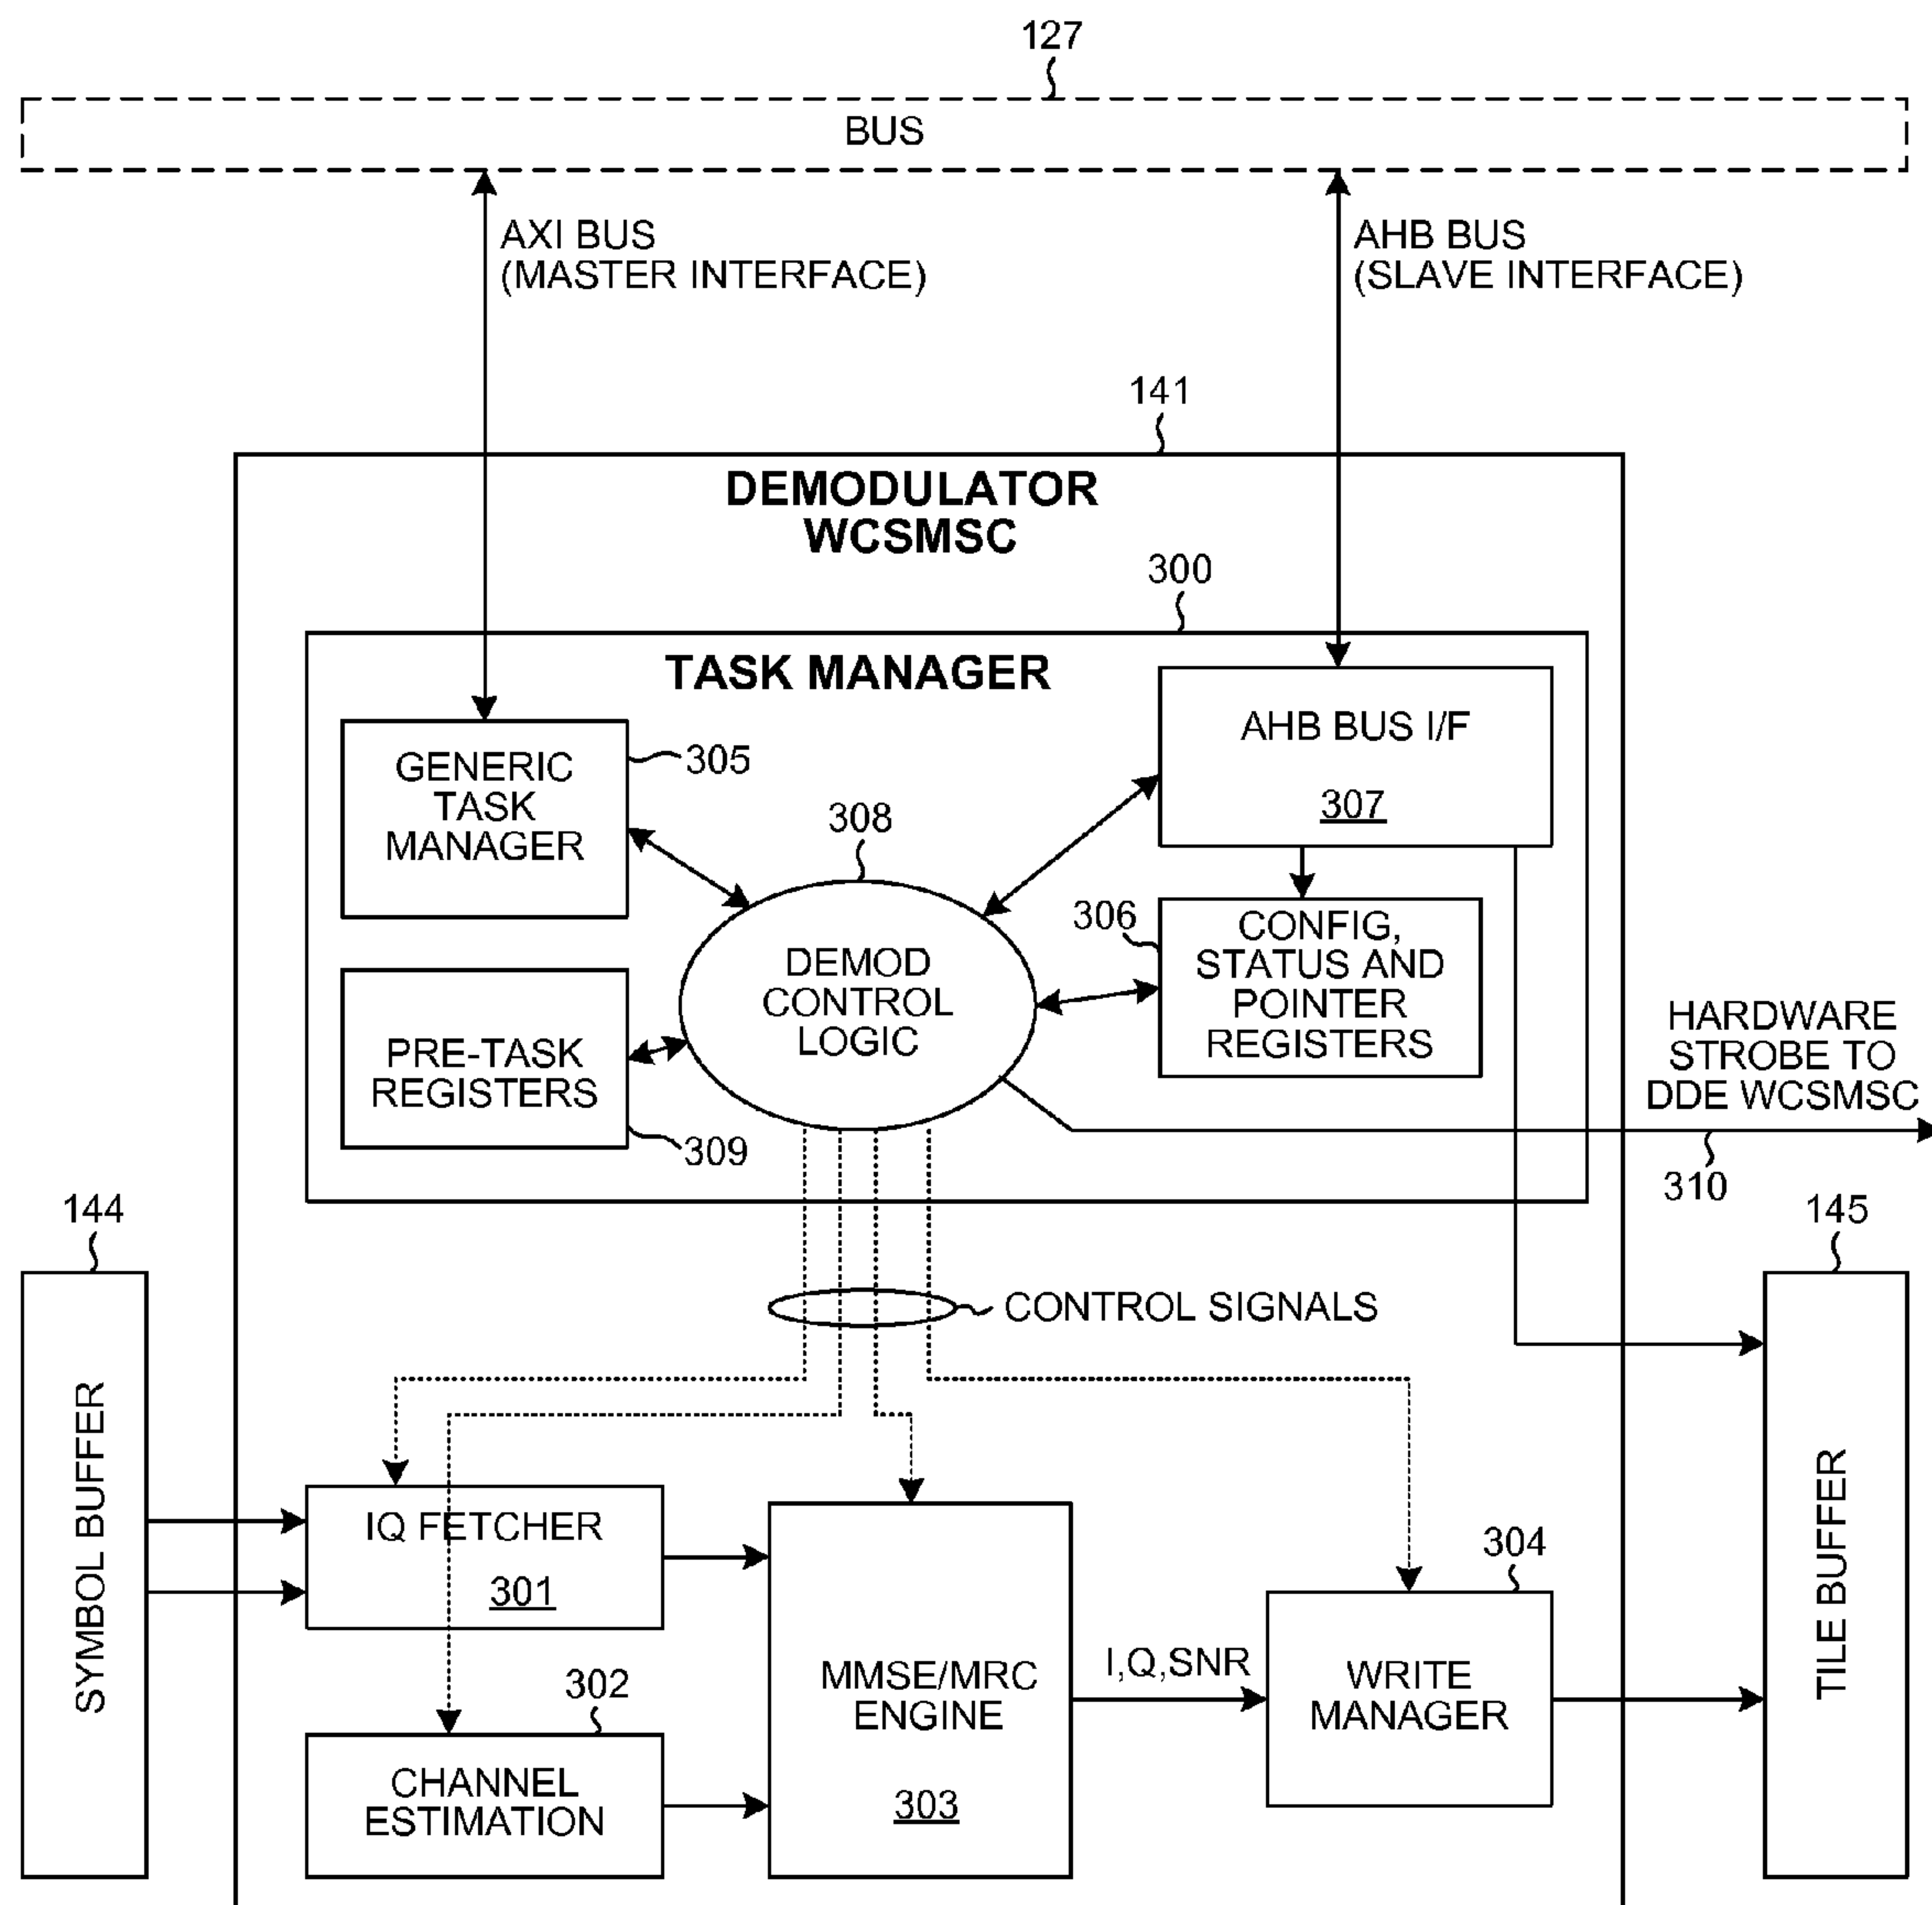 127
BUS
AXI BUS
(MASTER INTERFACE)
AHB BUS
(SLAVE INTERFACE)
141
DEMODULATOR
WCSMSC
300
TASK MANAGER
GENERIC
TASK
MANAGER
305
AHB BUS I/F
307
308
306
CONFIG,
STATUS AND
POINTER
REGISTERS
DEMOD
CONTROL
LOGIC
PRE-TASK
REGISTERS
309
HARDWARE
STROBE TO
DDE WCSMSC
310
144
145
CONTROL SIGNALS
SYMBOL BUFFER
IQ FETCHER
301
302
CHANNEL
ESTIMATION
MMSE/MRC
ENGINE
303
I,Q,SNR
304
WRITE
MANAGER
TILE BUFFER